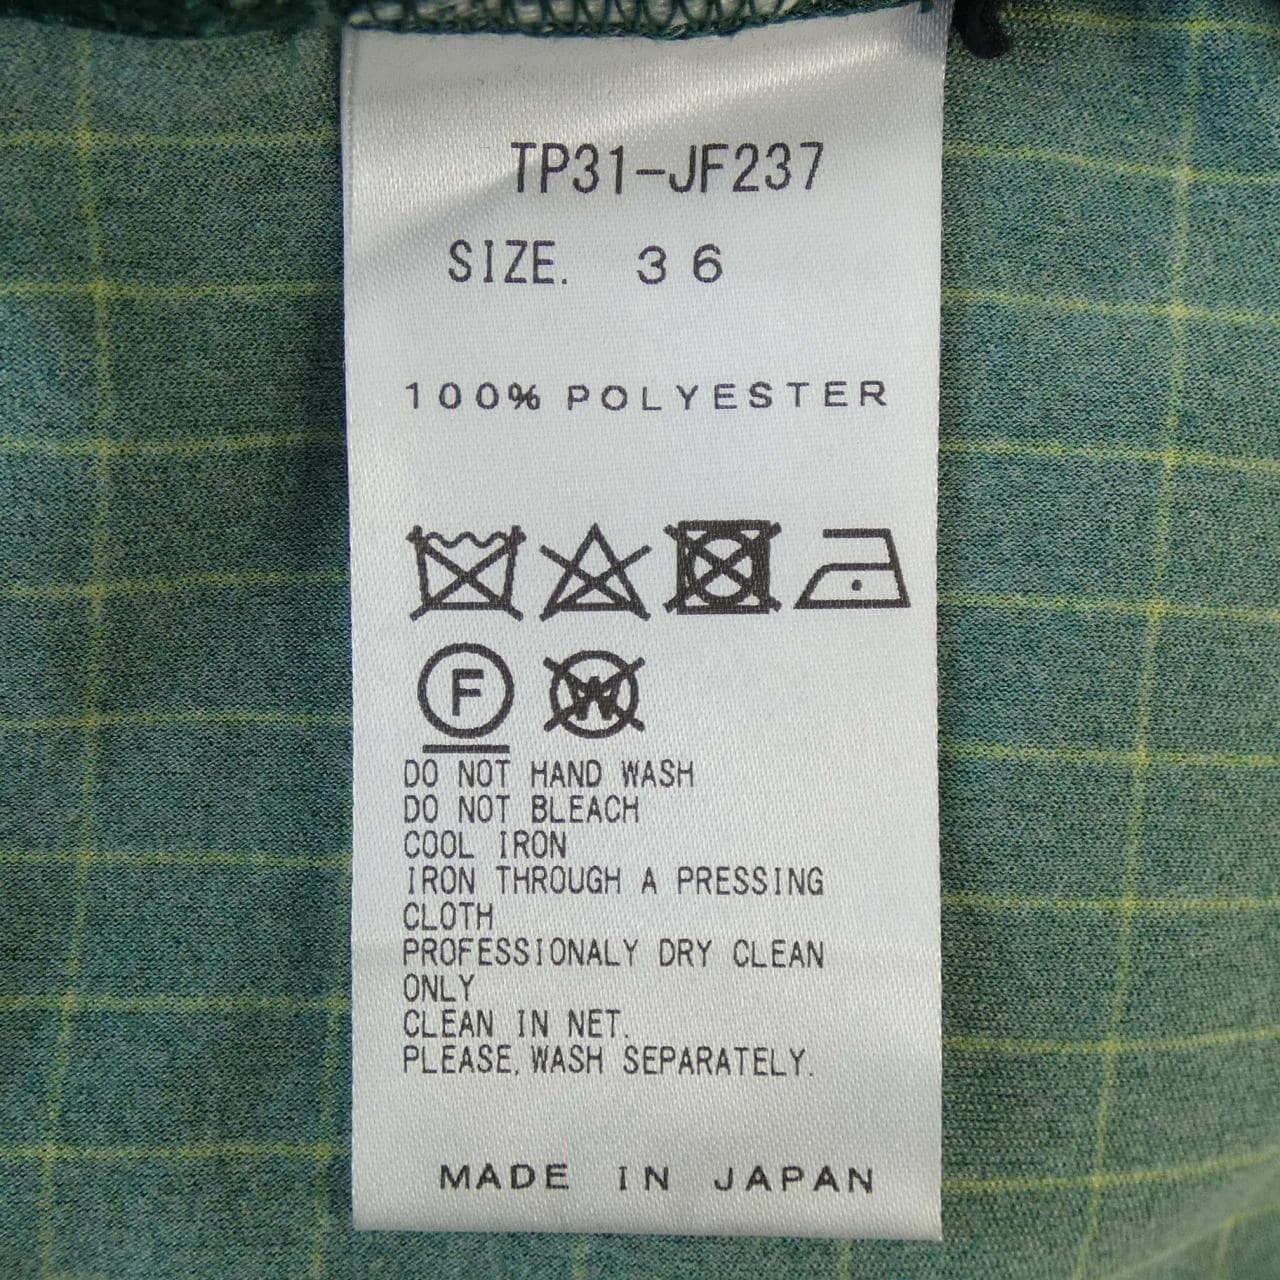 TP31-JF237
SIZE. 36
100% POLYESTER
F W
DO NOT HAND WASH
DO NOT BLEACH
COOL IRON
IRON THROUGH A PRESSING
CLOTH
PROFESSIONALY DRY CLEAN
ONLY
CLEAN IN NET.
PLEASE, WASH SEPARATELY.
MADE IN JAPAN